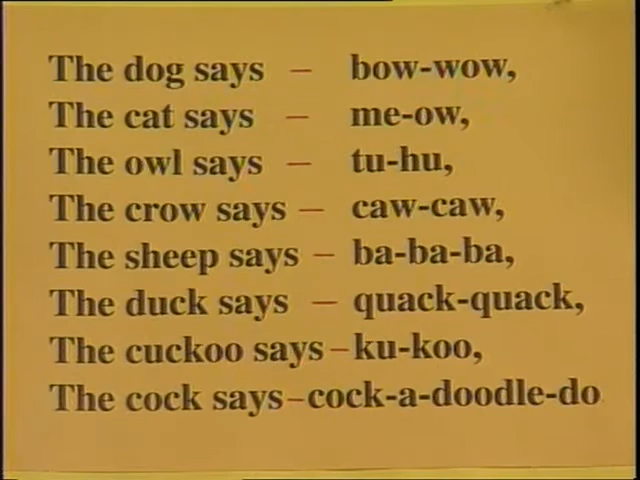 The dog says – bow-wow,
The cat says – me-ow,
The owl says – tu-hu,
The crow says – caw-caw,
The sheep says – ba-ba-ba,
The duck says – quack-quack,
The cuckoo says – ku-koo,
The cock says – cock-a-doodle-do